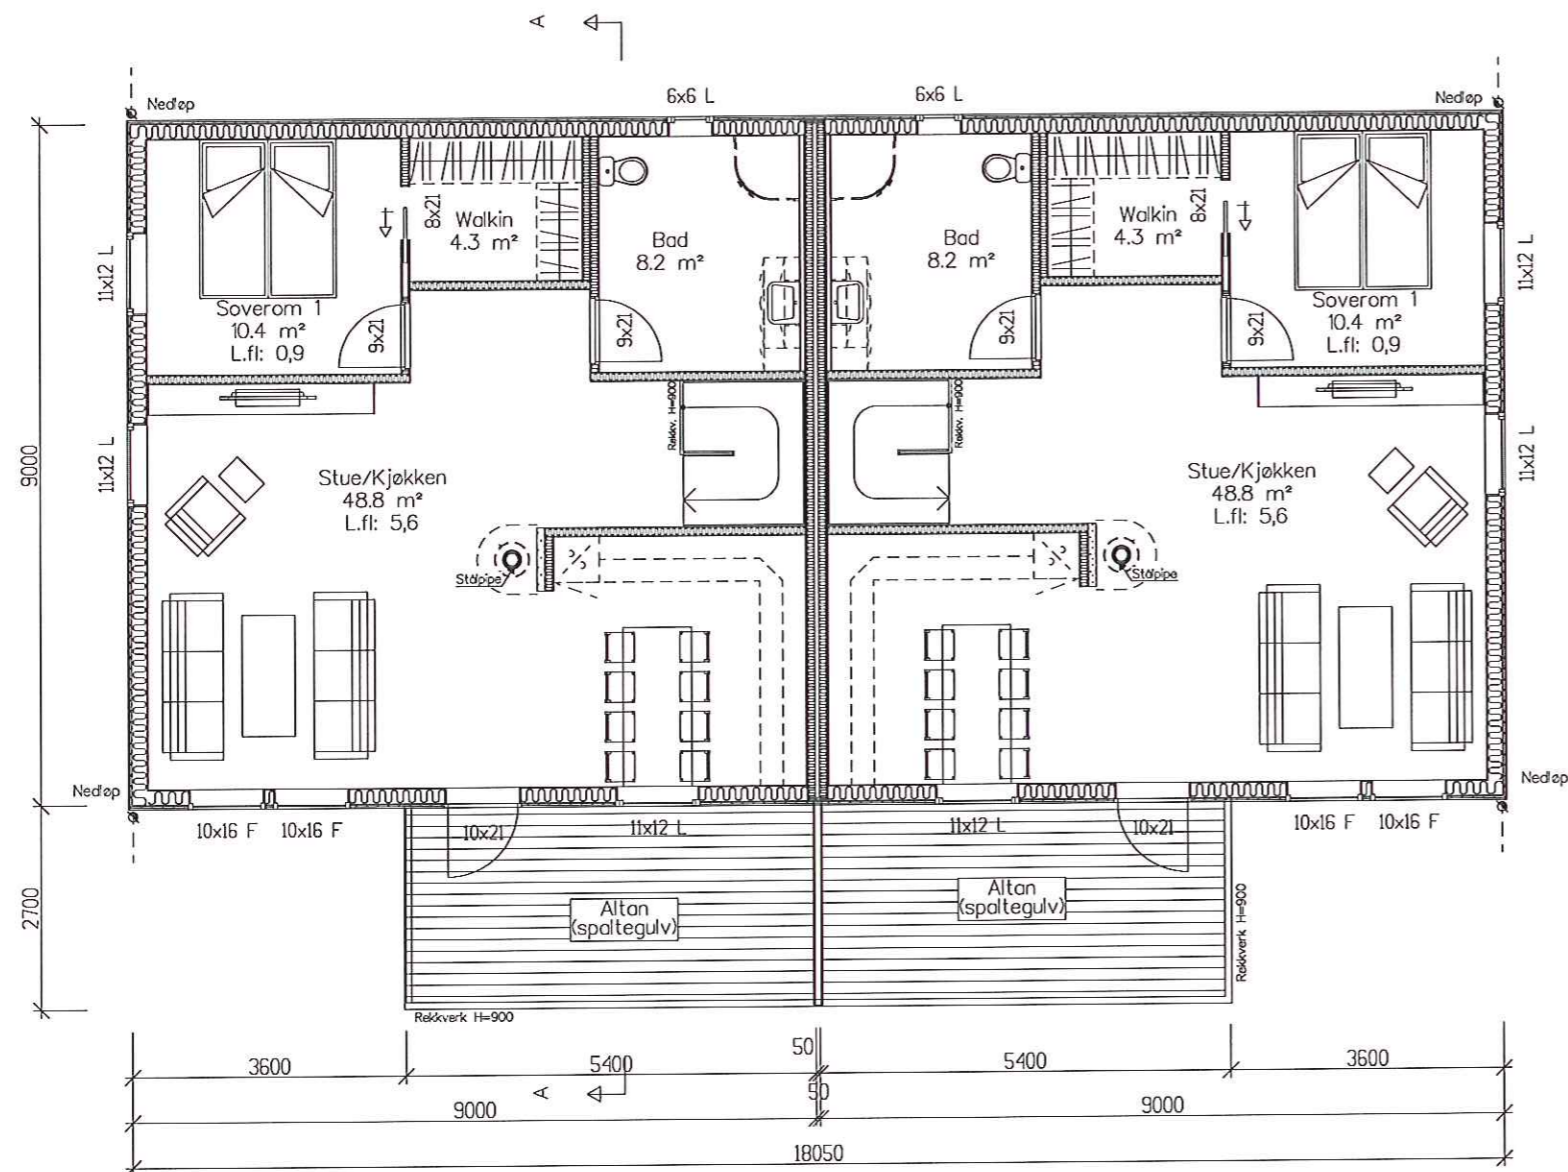 A
6x6 L
6x6 L
Nedløp
Nedløp
8x21
Walkin
4.3 m²
Bad
8.2 m²
Bad
8.2 m²
Walkin
4.3 m²
8x21
11x12 L
11x12 L
Soverom 1
10.4 m²
L.fl: 0,9
9x21
9x21
9x21
9x21
Soverom 1
10.4 m²
L.fl: 0,9
Rekkv. H=900
Rekkv. H=900
9000
11x12 L
11x12 L
Stue/Kjøkken
48.8 m²
L.fl: 5,6
Stue/Kjøkken
48.8 m²
L.fl: 5,6
Stålpipe
Stålpipe
Nedløp
Nedløp
10x16 F
10x16 F
10x21
11x12 L
11x12 L
10x21
10x16 F
10x16 F
2700
Altan
(spaltegulv)
Altan
(spaltegulv)
Rekkverk H=900
Rekkverk H=900
3600
5400
50
5400
3600
A
9000
50
9000
18050